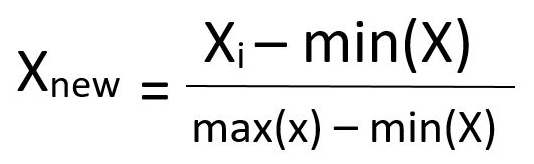 Xnew = Xi – min(X)
max(x) – min(X)